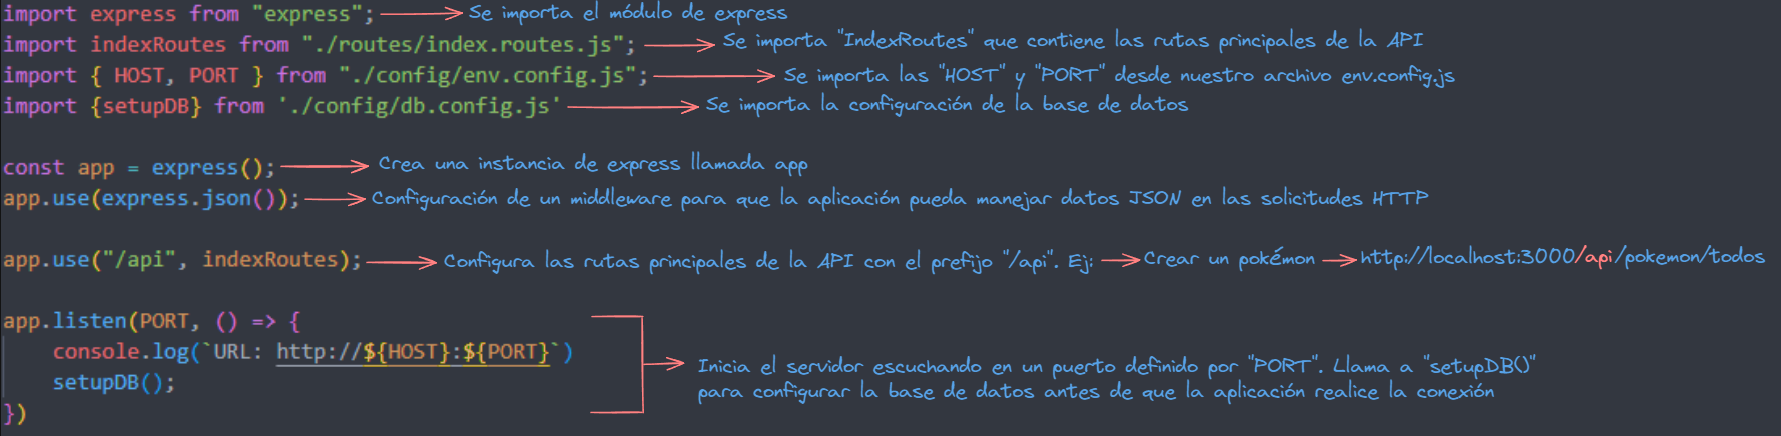 import express from "express"; Se importa el módulo de express
import indexRoutes from "./routes/index.routes.js"; Se importa "IndexRoutes" que contiene las rutas principales de la API
import { HOST, PORT } from "./config/env.config.js"; Se importa las "HOST" y "PORT" desde nuestro archivo env.config.js
import {setupDB} from './config/db.config.js' Se importa la configuración de la base de datos
const app = express(); Crea una instancia de express llamada app
app.use(express.json()); Configuración de un middleware para que la aplicación pueda manejar datos JSON en las solicitudes HTTP
app.use("/api", indexRoutes); Configura las rutas principales de la API con el prefijo "/api". Ej: Crear un pokémon http://localhost:3000/api/pokemon/todos
app.listen(PORT, () => {
console.log(`URL: http://${HOST}:${PORT}`)
setupDB();
})
Inicia el servidor escuchando en un puerto definido por "PORT". Llama a "setupDB()"
para configurar la base de datos antes de que la aplicación realice la conexión